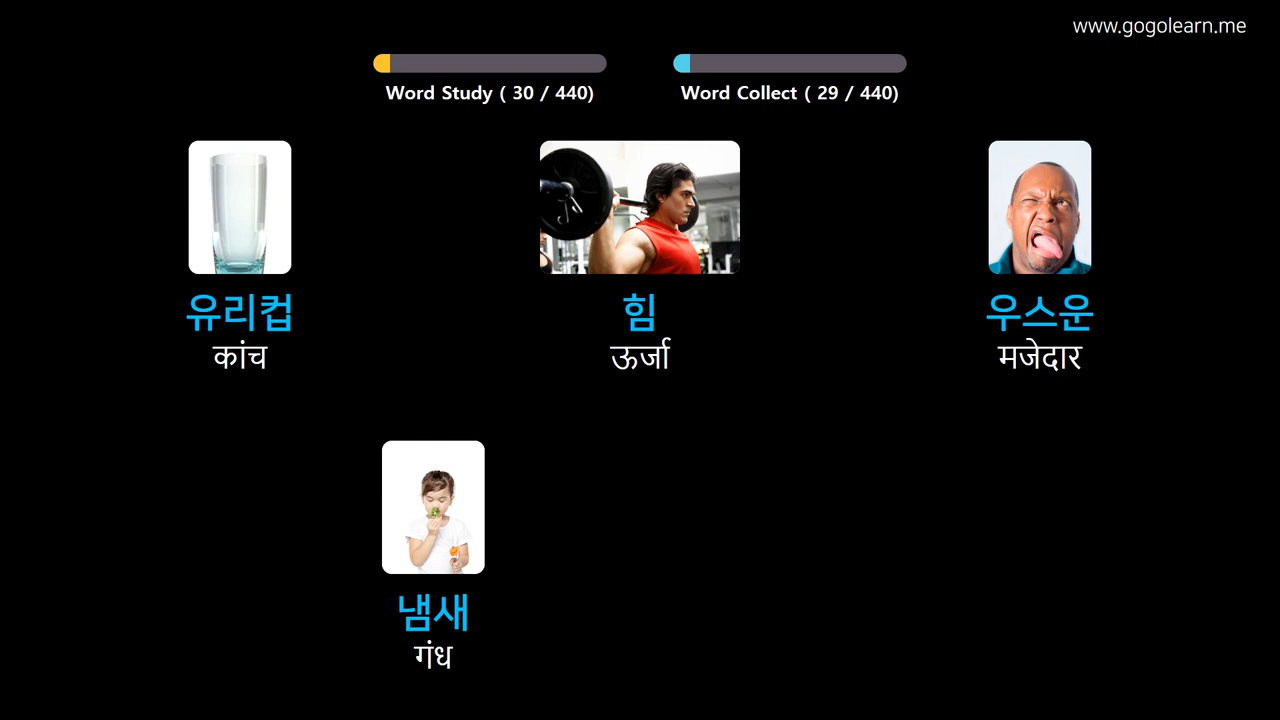 www.gogolearn.me
Word Study ( 30 / 440)
Word Collect ( 29 / 440)
유리컵
कांच
힘
ऊर्जा
우스운
मजेदार
냄새
गंध